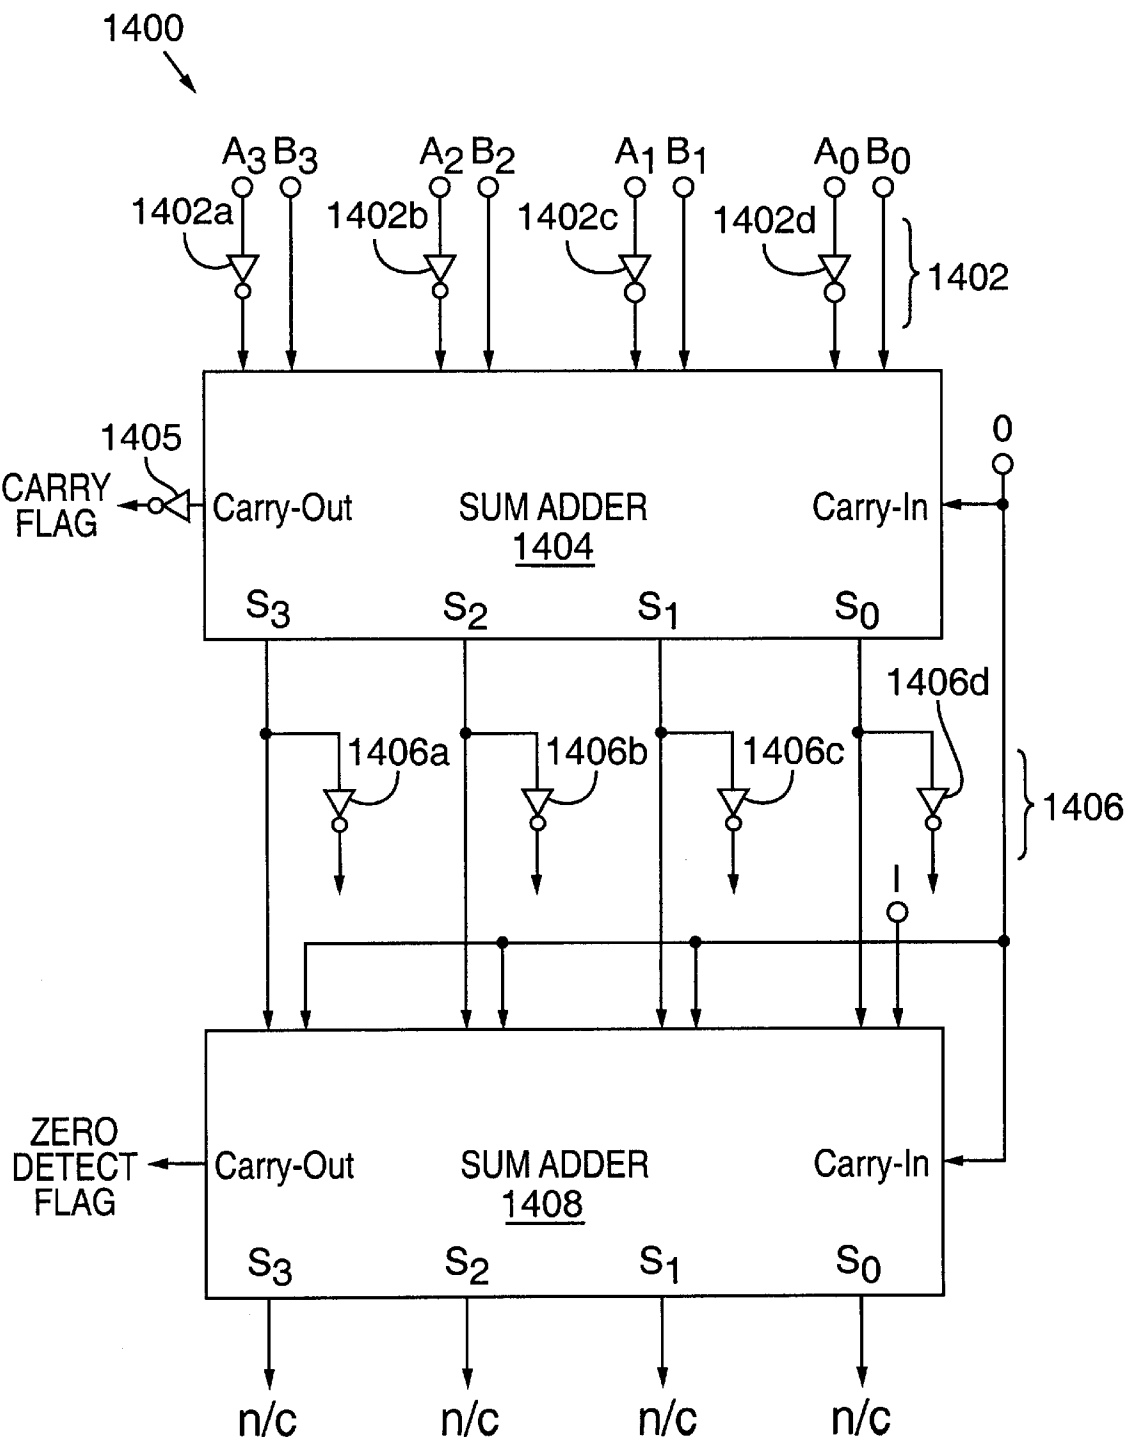 1400
A3 B3 A2 B2 A1 B1 A0 B0
1402a 1402b 1402c 1402d
1402
1405
0
CARRY
FLAG
Carry-Out SUM ADDER Carry-In
1404
S3 S2 S1 S0
1406d
1406a 1406b 1406c
1406
1
ZERO
DETECT
FLAG
Carry-Out SUM ADDER Carry-In
1408
S3 S2 S1 S0
n/c n/c n/c n/c